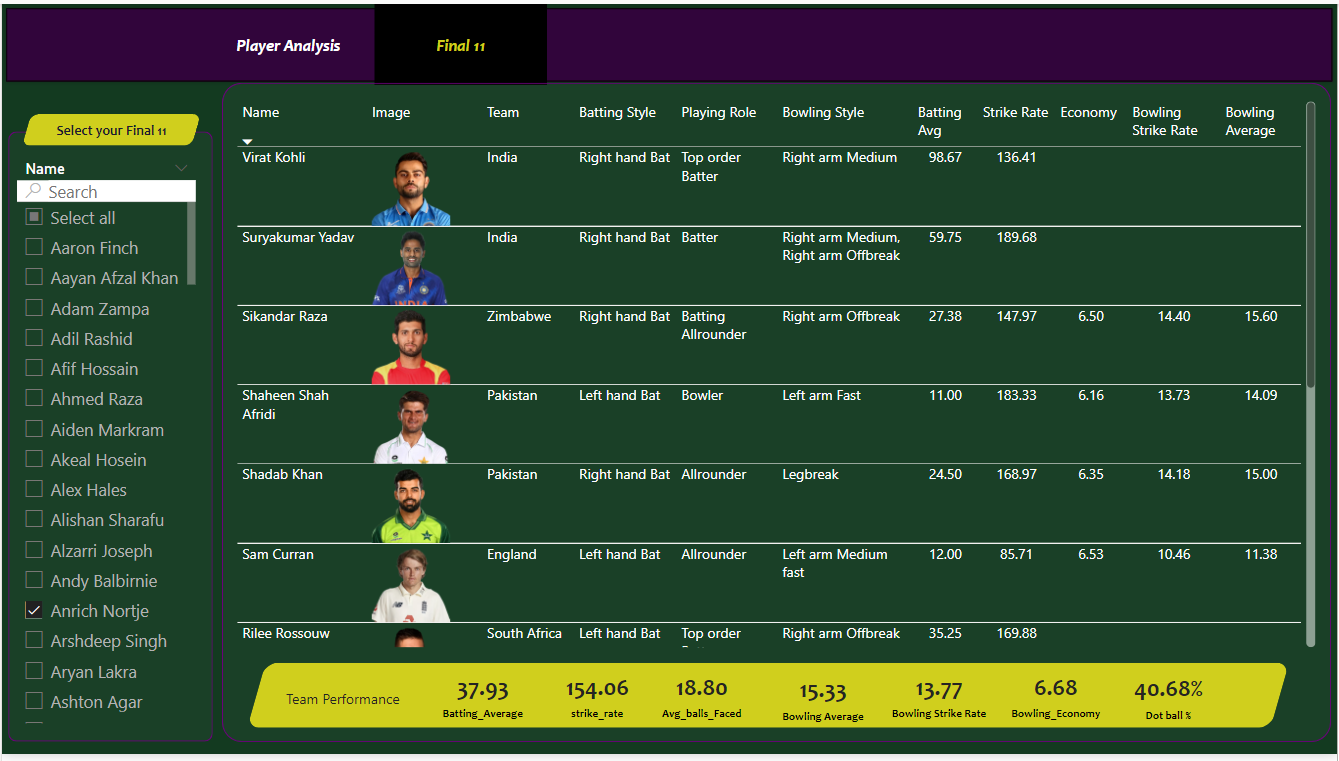 Player Analysis
Final 11
Select your Final 11
Name
Search
Select all
Aaron Finch
Aayan Afzal Khan
Adam Zampa
Adil Rashid
Afif Hossain
Ahmed Raza
Aiden Markram
Akeal Hosein
Alex Hales
Alishan Sharafu
Alzarri Joseph
Andy Balbirnie
Anrich Nortje
Arshdeep Singh
Aryan Lakra
Ashton Agar
Name Image Team Batting Style Playing Role Bowling Style Batting Strike Rate Economy Bowling Bowling
Avg Strike Rate Average
Virat Kohli India Right hand Bat Top order Right arm Medium 98.67 136.41
Batter
Suryakumar Yadav India Right hand Bat Batter Right arm Medium, 59.75 189.68
Right arm Offbreak
INDIA
Sikandar Raza Zimbabwe Right hand Bat Batting Right arm Offbreak 27.38 147.97 6.50 14.40 15.60
Allrounder
Shaheen Shah Pakistan Left hand Bat Bowler Left arm Fast 11.00 183.33 6.16 13.73 14.09
Afridi
Shadab Khan Pakistan Right hand Bat Allrounder Legbreak 24.50 168.97 6.35 14.18 15.00
Sam Curran England Left hand Bat Allrounder Left arm Medium 12.00 85.71 6.53 10.46 11.38
fast
Rilee Rossouw South Africa Left hand Bat Top order Right arm Offbreak 35.25 169.88
Team Performance
37.93 154.06 18.80 15.33 13.77 6.68 40.68%
Batting_Average strike_rate Avg_balls_Faced Bowling Average Bowling Strike Rate Bowling_Economy Dot ball %